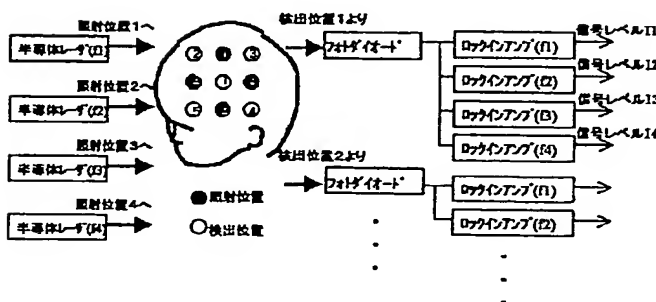 照射位置1へ
半導体レーザ(f1)
照射位置2へ
半導体レーザ(f2)
照射位置3へ
半導体レーザ(f3)
照射位置4へ
半導体レーザ(f4)
2
3
1
5
4
●照射位置
○検出位置
検出位置1より
フォトダイオード
ロックインアンプ(f1)
信号レベルI1
ロックインアンプ(f2)
信号レベルI2
ロックインアンプ(f3)
信号レベルI3
ロックインアンプ(f4)
信号レベルI4
検出位置2より
フォトダイオード
ロックインアンプ(f1)
ロックインアンプ(f2)